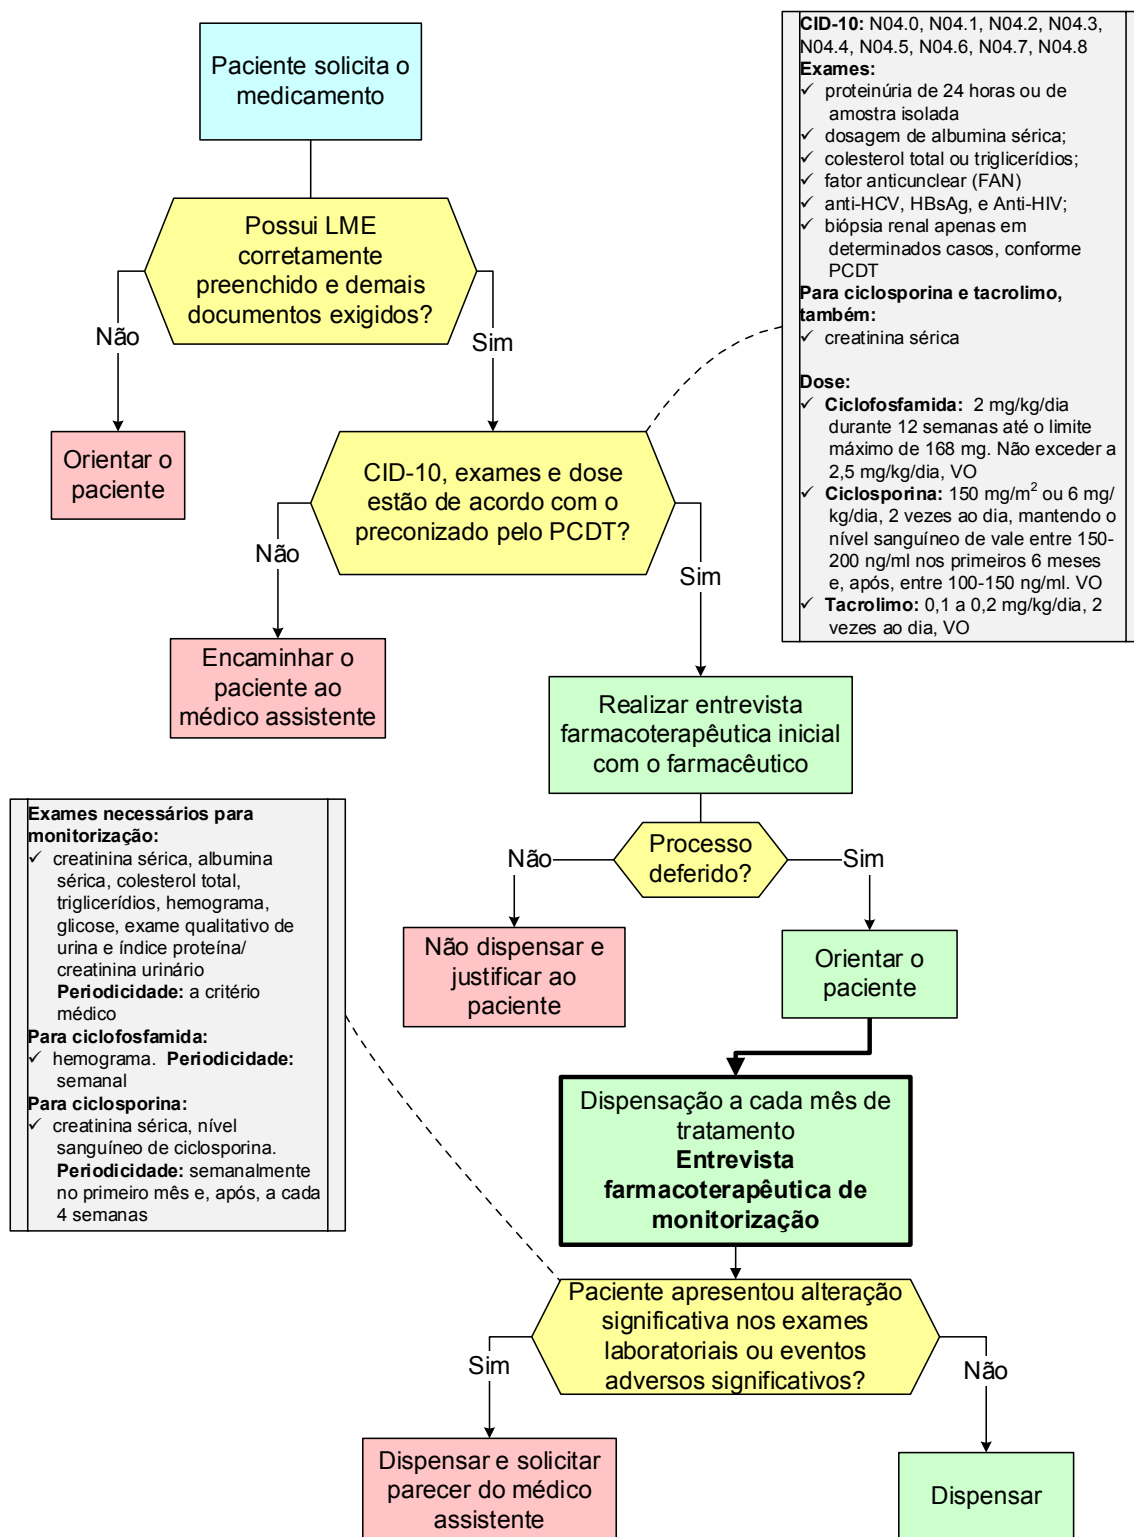 Paciente solicita o
medicamento
CID-10: N04.0, N04.1, N04.2, N04.3,
N04.4, N04.5, N04.6, N04.7, N04.8
Exames:
✓ proteinúria de 24 horas ou de
amostra isolada
✓ dosagem de albumina sérica;
✓ colesterol total ou triglicerídios;
✓ fator anticunclear (FAN)
✓ anti-HCV, HBsAg, e Anti-HIV;
✓ biópsia renal apenas em
determinados casos, conforme
PCDT
Para ciclosporina e tacrolimo,
também:
✓ creatinina sérica
Dose:
✓ Ciclofosfamida: 2 mg/kg/dia
durante 12 semanas até o limite
máximo de 168 mg. Não exceder a
2,5 mg/kg/dia, VO
✓ Ciclosporina: 150 mg/m² ou 6 mg/
kg/dia, 2 vezes ao dia, mantendo o
nível sanguíneo de vale entre 150-
200 ng/ml nos primeiros 6 meses
e, após, entre 100-150 ng/ml. VO
✓ Tacrolimo: 0,1 a 0,2 mg/kg/dia, 2
vezes ao dia, VO
Possui LME
corretamente
preenchido e demais
documentos exigidos?
Não
Sim
Orientar o
paciente
CID-10, exames e dose
estão de acordo com o
preconizado pelo PCDT?
Não
Sim
Encaminhar o
paciente ao
médico assistente
Realizar entrevista
farmacoterapêutica inicial
com o farmacêutico
Processo
deferido?
Não
Sim
Não dispensar e
justificar ao
paciente
Orientar o
paciente
Exames necessários para
monitorização:
✓ creatinina sérica, albumina
sérica, colesterol total,
triglicerídios, hemograma,
glicose, exame qualitativo de
urina e índice proteína/
creatinina urinário
Periodicidade: a critério
médico
Para ciclofosfamida:
✓ hemograma. Periodicidade:
semanal
Para ciclosporina:
✓ creatinina sérica, nível
sanguíneo de ciclosporina.
Periodicidade: semanalmente
no primeiro mês e, após, a cada
4 semanas
Dispensação a cada mês de
tratamento
Entrevista
farmacoterapêutica de
monitorização
Paciente apresentou alteração
significativa nos exames
laboratoriais ou eventos
adversos significativos?
Sim
Não
Dispensar e solicitar
parecer do médico
assistente
Dispensar